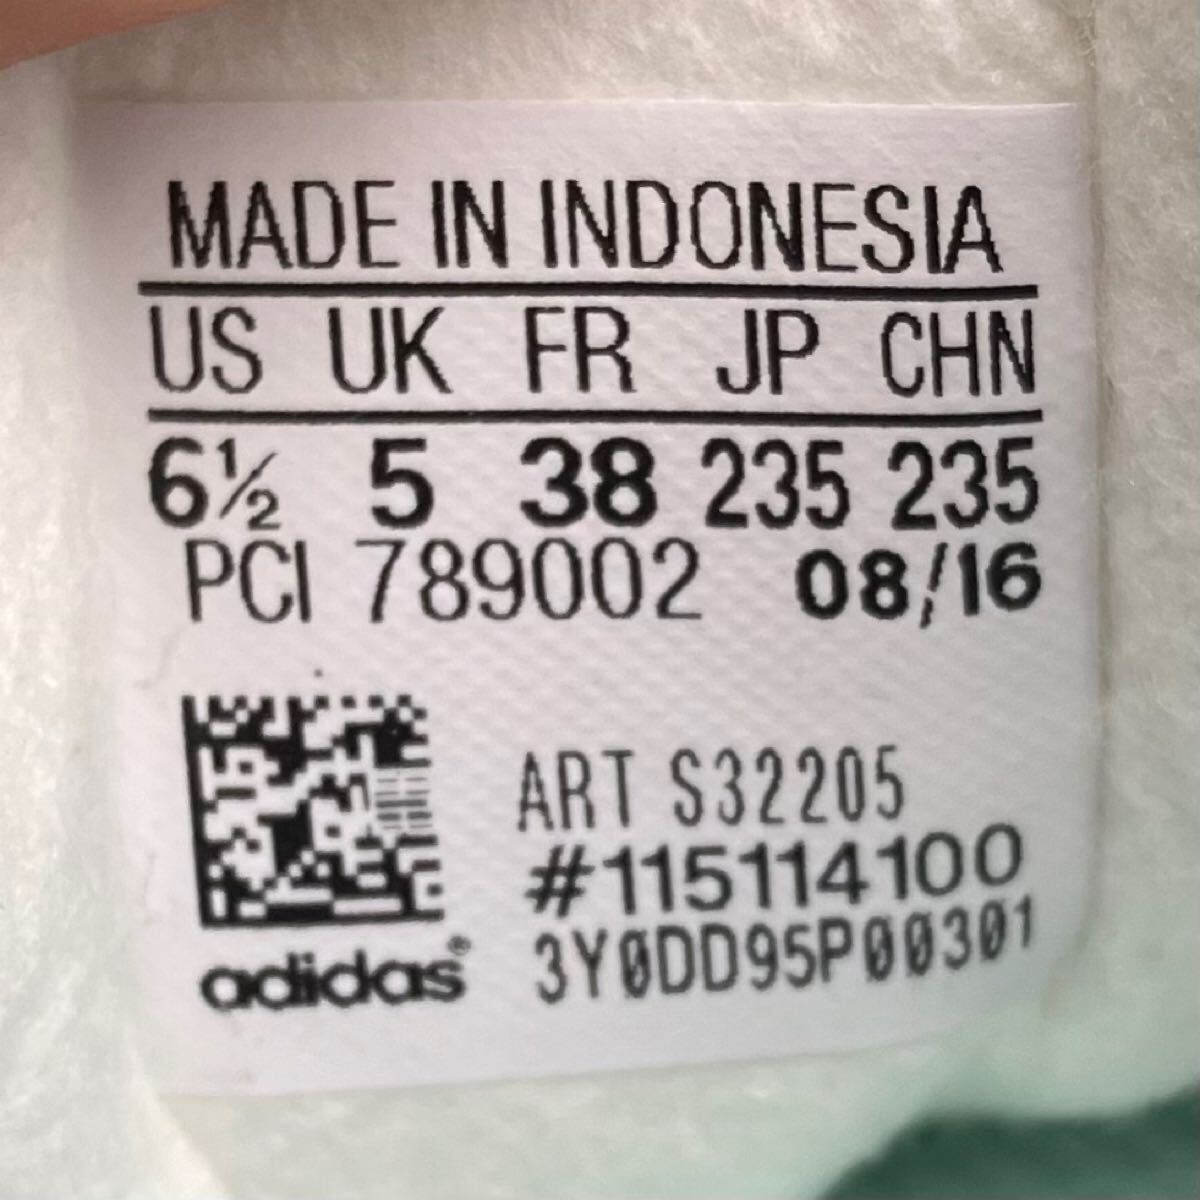 MADE IN INDONESIA
US UK FR JP CHN
6½ 5 38 235 235
PCI 789002 08/16
ART S32205
#115114100
adidas® 3Y0DD95P00301